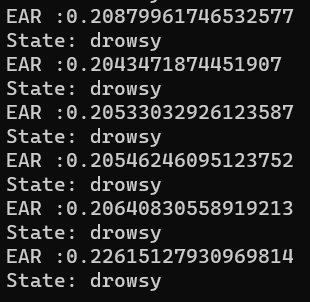 EAR :0.20879961746532577
State: drowsy
EAR :0.2043471874451907
State: drowsy
EAR :0.20533032926123587
State: drowsy
EAR :0.20546246095123752
State: drowsy
EAR :0.20640830558919213
State: drowsy
EAR :0.22615127930969814
State: drowsy